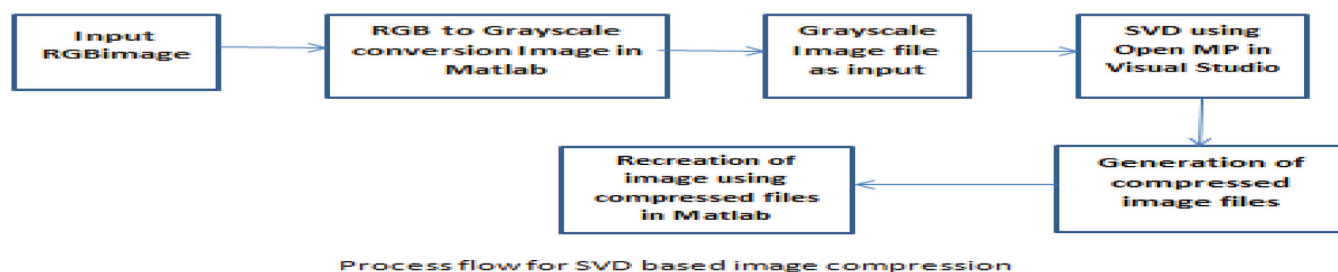 Input
RGBimage
RGB to Grayscale
conversion Image in
Matlab
Grayscale
Image file
as input
SVD using
Open MP in
Visual Studio
Generation of
compressed
image files
Recreation of
image using
compressed files
in Matlab
Process flow for SVD based image compression